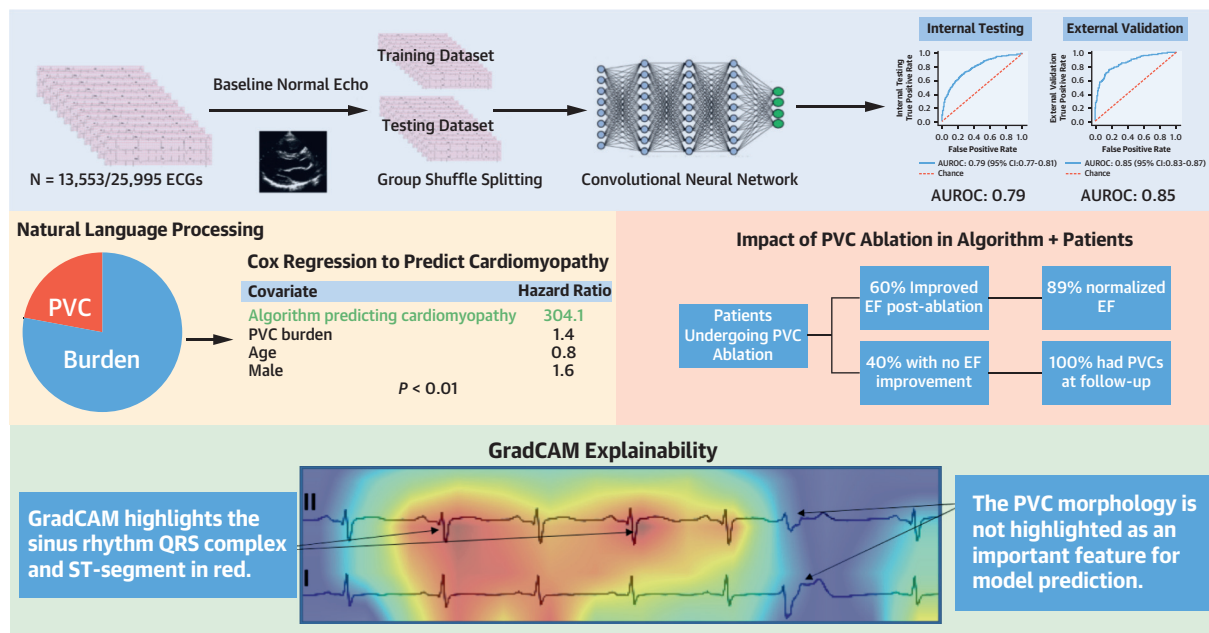 Training Dataset
Baseline Normal Echo
Testing Dataset
N = 13,553/25,995 ECGs
Group Shuffle Splitting
Convolutional Neural Network
Internal Testing
Internal Testing
True Positive Rate
1.0
0.8
0.6
0.4
0.2
0.0
0.0 0.2 0.4 0.6 0.8 1.0
False Positive Rate
AUROC: 0.79 (95% CI:0.77-0.81)
Chance
AUROC: 0.79
External Validation
External Validation
True Positive Rate
1.0
0.8
0.6
0.4
0.2
0.0
0.0 0.2 0.4 0.6 0.8 1.0
False Positive Rate
AUROC: 0.85 (95% CI:0.83-0.87)
Chance
AUROC: 0.85
Natural Language Processing
PVC
Burden
Cox Regression to Predict Cardiomyopathy
Covariate Hazard Ratio
Algorithm predicting cardiomyopathy 304.1
PVC burden 1.4
Age 0.8
Male 1.6
P < 0.01
Impact of PVC Ablation in Algorithm + Patients
Patients
Undergoing PVC
Ablation
60% Improved
EF post-ablation
89% normalized
EF
40% with no EF
improvement
100% had PVCs
at follow-up
GradCAM Explainability
GradCAM highlights the
sinus rhythm QRS complex
and ST-segment in red.
II
I
The PVC morphology is
not highlighted as an
important feature for
model prediction.